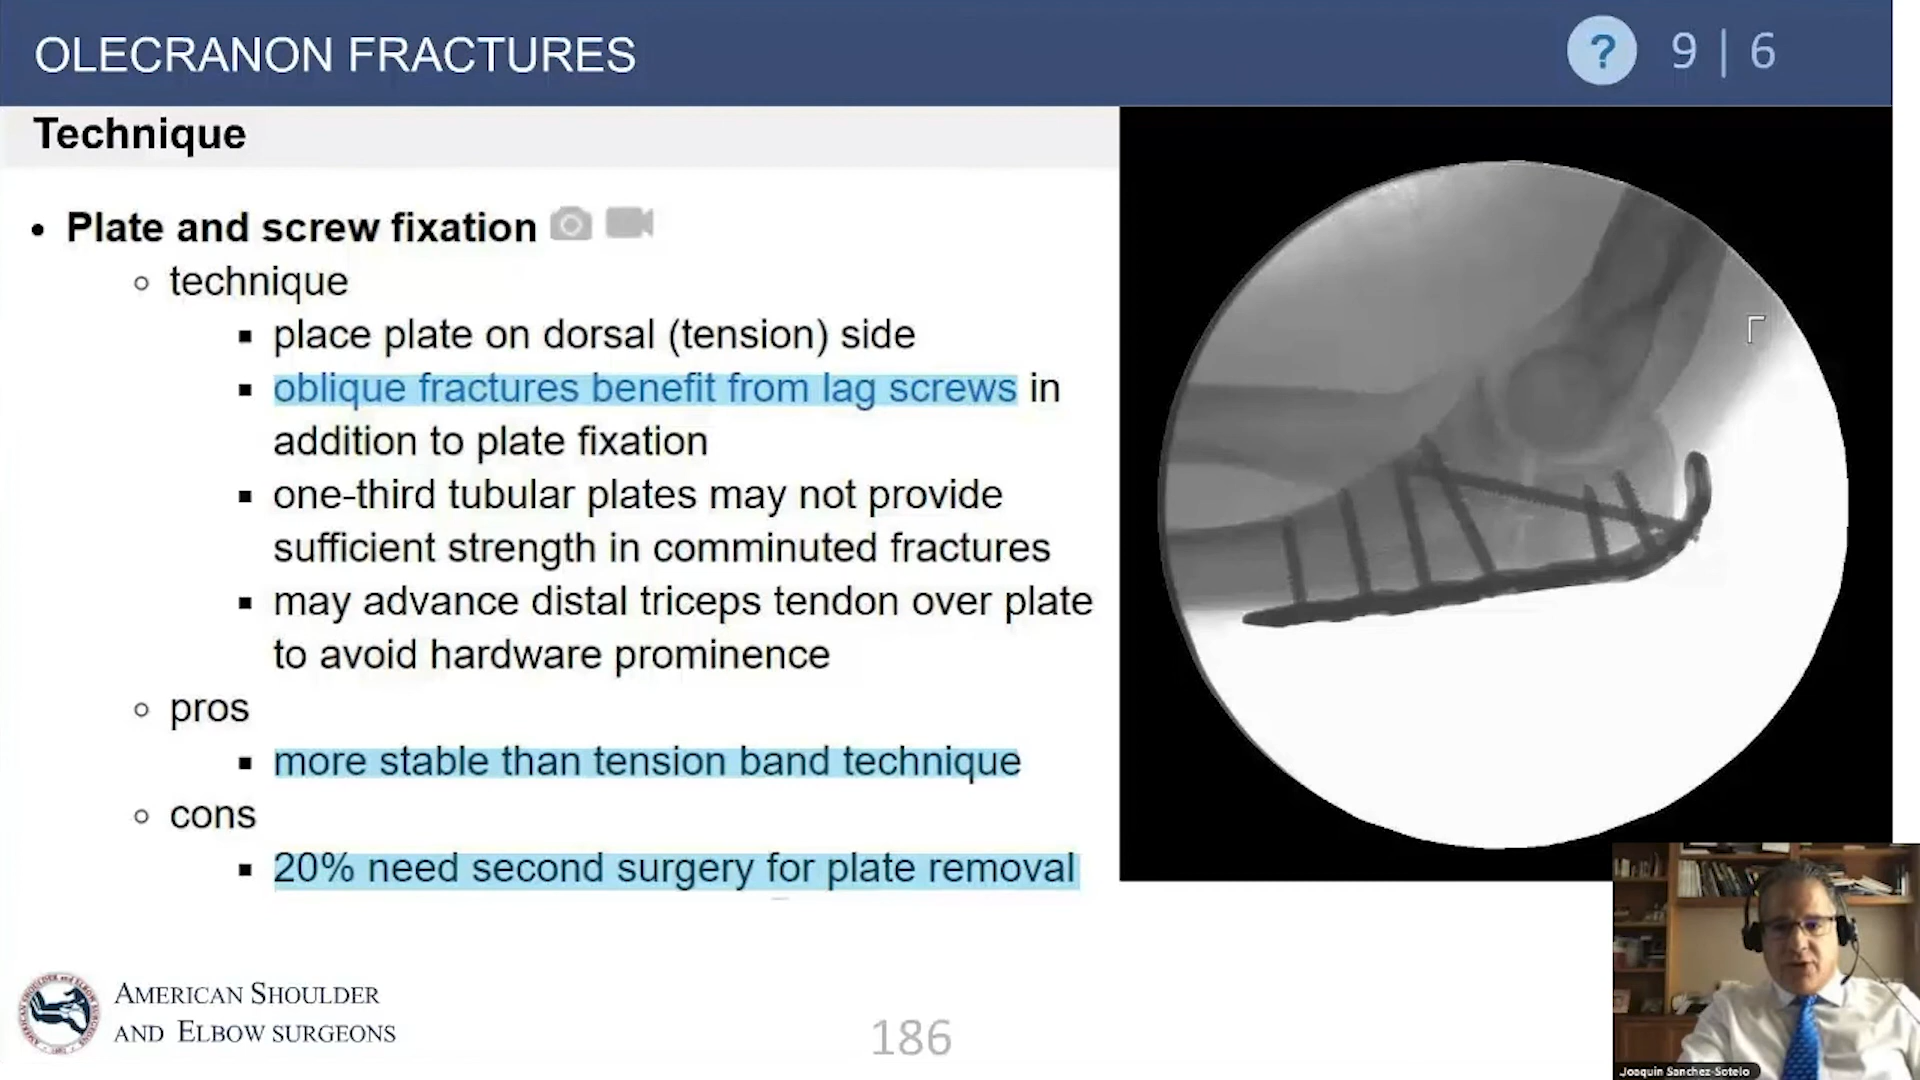 OLECRANON FRACTURES
? 9 | 6
Technique
• Plate and screw fixation
technique
place plate on dorsal (tension) side
oblique fractures benefit from lag screws in
addition to plate fixation
one-third tubular plates may not provide
sufficient strength in comminuted fractures
may advance distal triceps tendon over plate
to avoid hardware prominence
pros
more stable than tension band technique
cons
20% need second surgery for plate removal
AMERICAN SHOULDER
AND ELBOW SURGEONS
186
Joaquin Sanchez-Sotelo